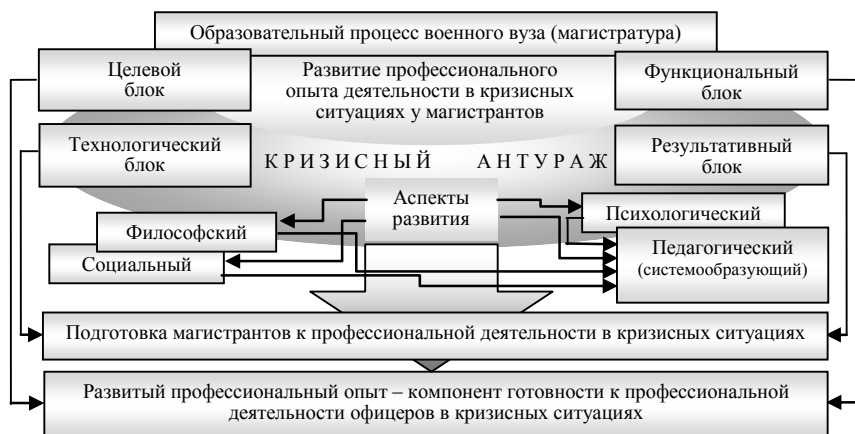 Образовательный процесс военного вуза (магистратура)
Целевой
блок
Развитие профессионального
опыта деятельности в кризисных
ситуациях у магистрантов
Функциональный
блок
Технологический
блок
КРИЗИСНЫЙ АНТУРАЖ
Результативный
блок
Аспекты
развития
Философский
Социальный
Психологический
Педагогический
(системообразующий)
Подготовка магистрантов к профессиональной деятельности в кризисных ситуациях
Развитый профессиональный опыт – компонент готовности к профессиональной
деятельности офицеров в кризисных ситуациях